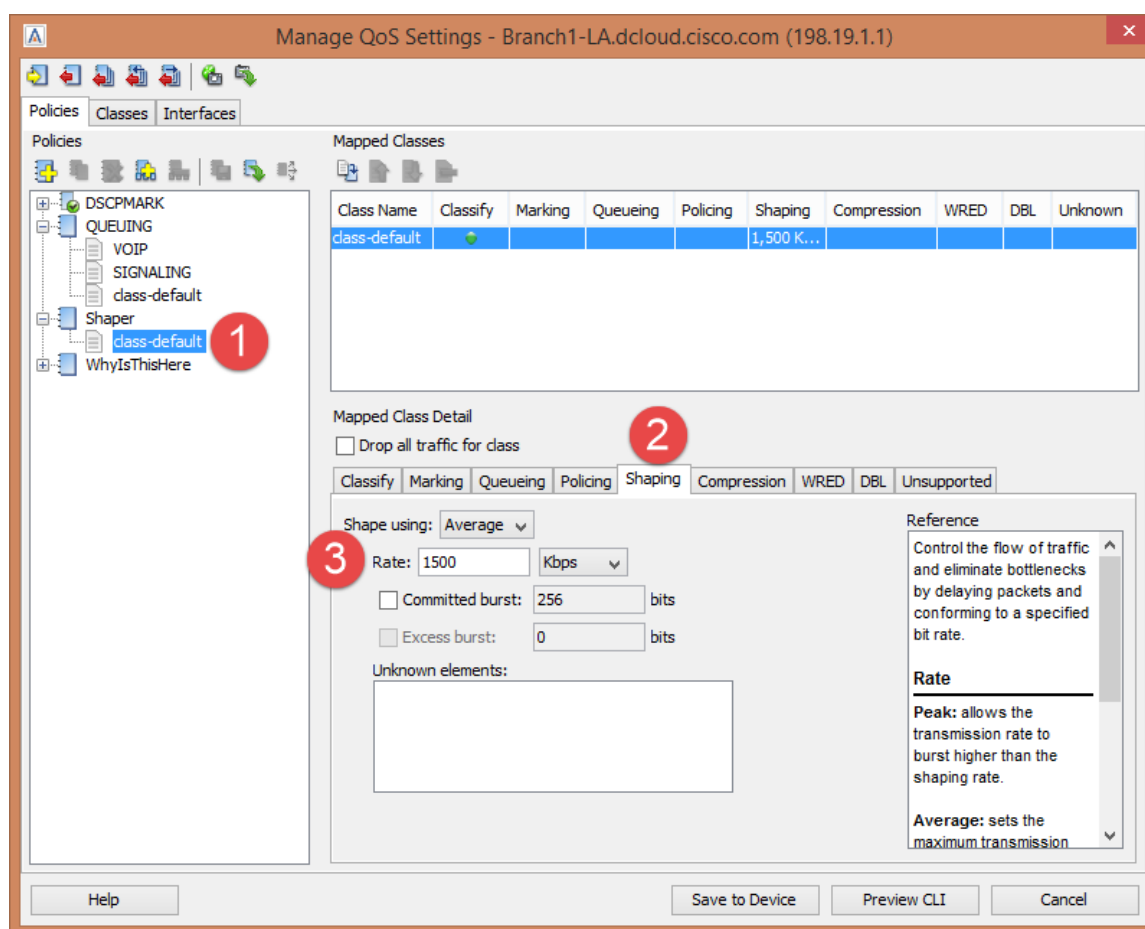 Manage QoS Settings - Branch1-LA.dcloud.cisco.com (198.19.1.1)
Policies Classes Interfaces
Policies
DSCPMARK
QUEUING
VOIP
SIGNALING
class-default
Shaper
class-default
1
WhyIsThisHere
Mapped Classes
Class Name Classify Marking Queueing Policing Shaping Compression WRED DBL Unknown
class-default 1,500 K...
Mapped Class Detail
2
Drop all traffic for class
Classify Marking Queueing Policing Shaping Compression WRED DBL Unsupported
Shape using: Average
3
Rate: 1500 Kbps
Committed burst: 256 bits
Excess burst: 0 bits
Unknown elements:
Reference
Control the flow of traffic
and eliminate bottlenecks
by delaying packets and
conforming to a specified
bit rate.
Rate
Peak: allows the
transmission rate to
burst higher than the
shaping rate.
Average: sets the
maximum transmission
Help Save to Device Preview CLI Cancel